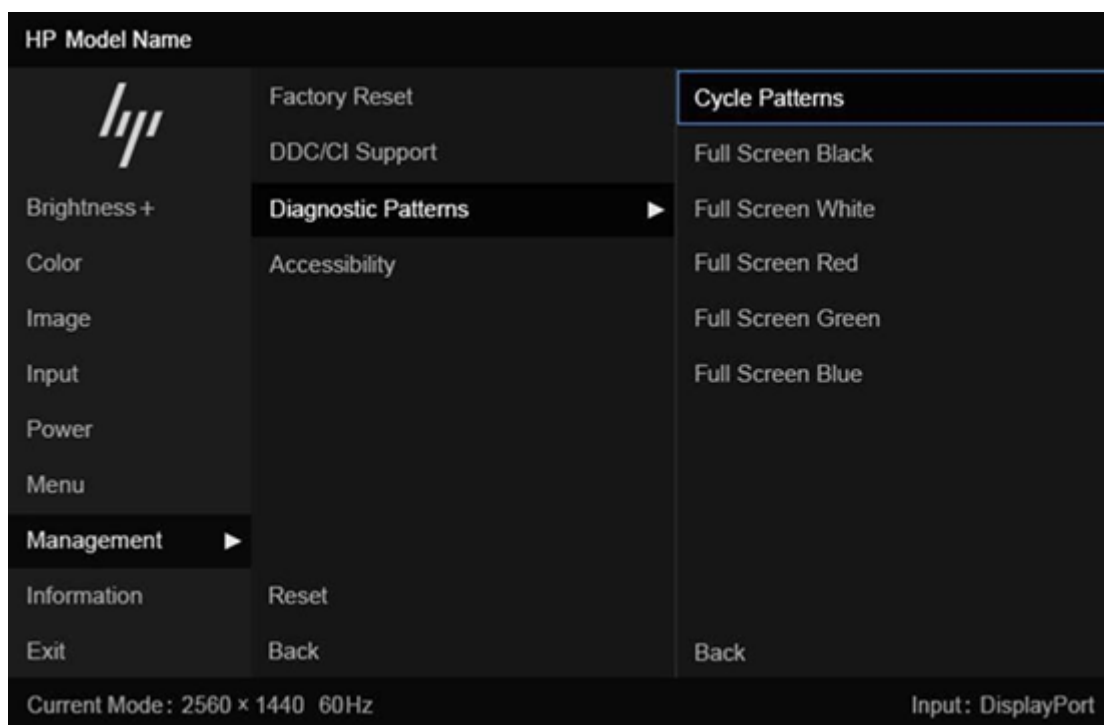 HP Model Name
hp
Brightness+
Color
Image
Input
Power
Menu
Management ▶
Information
Exit
Factory Reset
DDC/CI Support
Diagnostic Patterns ▶
Accessibility
Reset
Back
Cycle Patterns
Full Screen Black
Full Screen White
Full Screen Red
Full Screen Green
Full Screen Blue
Back
Current Mode: 2560 × 1440 60Hz
Input: DisplayPort